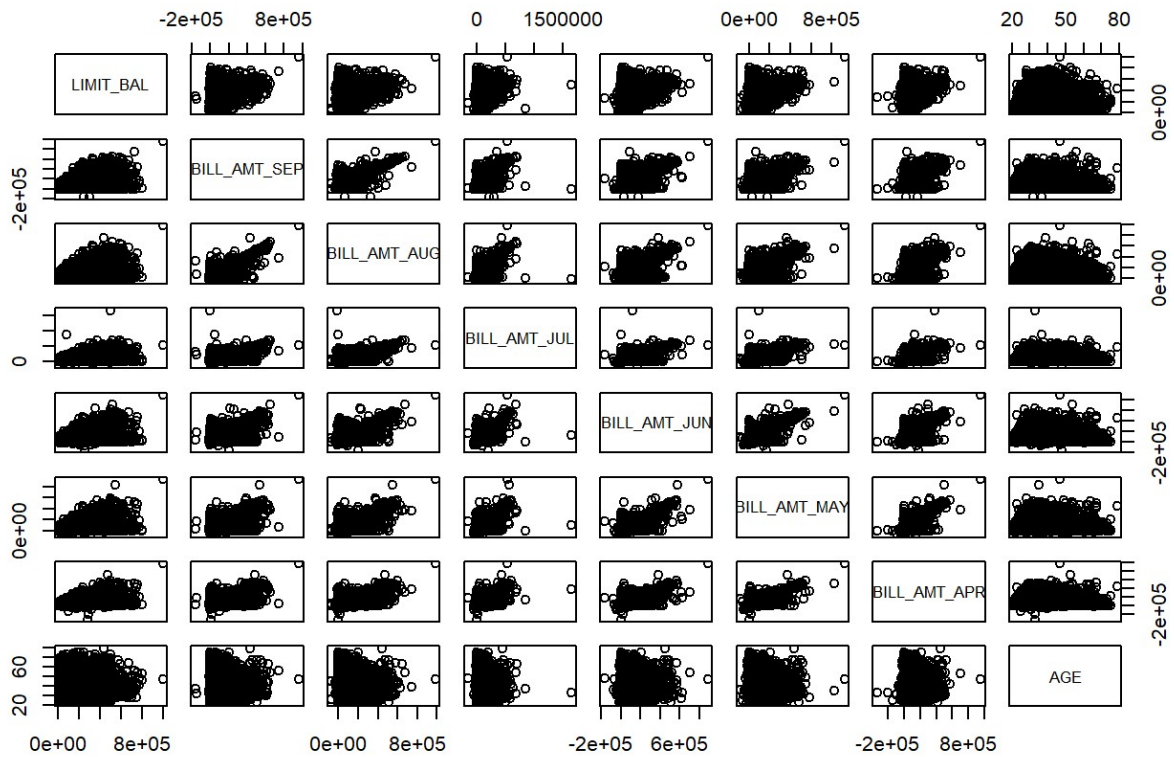 -2e+05 8e+05 0 1500000 0e+00 8e+05 20 50 80
LIMIT_BAL
0e+00
-2e+05
BILL_AMT_SEP
BILL_AMT_AUG
0e+00
0
BILL_AMT_JUL
BILL_AMT_JUN
-2e+05
0e+00
BILL_AMT_MAY
BILL_AMT_APR
-2e+05
20 60
AGE
0e+00 8e+05 0e+00 8e+05 -2e+05 6e+05 -2e+05 8e+05